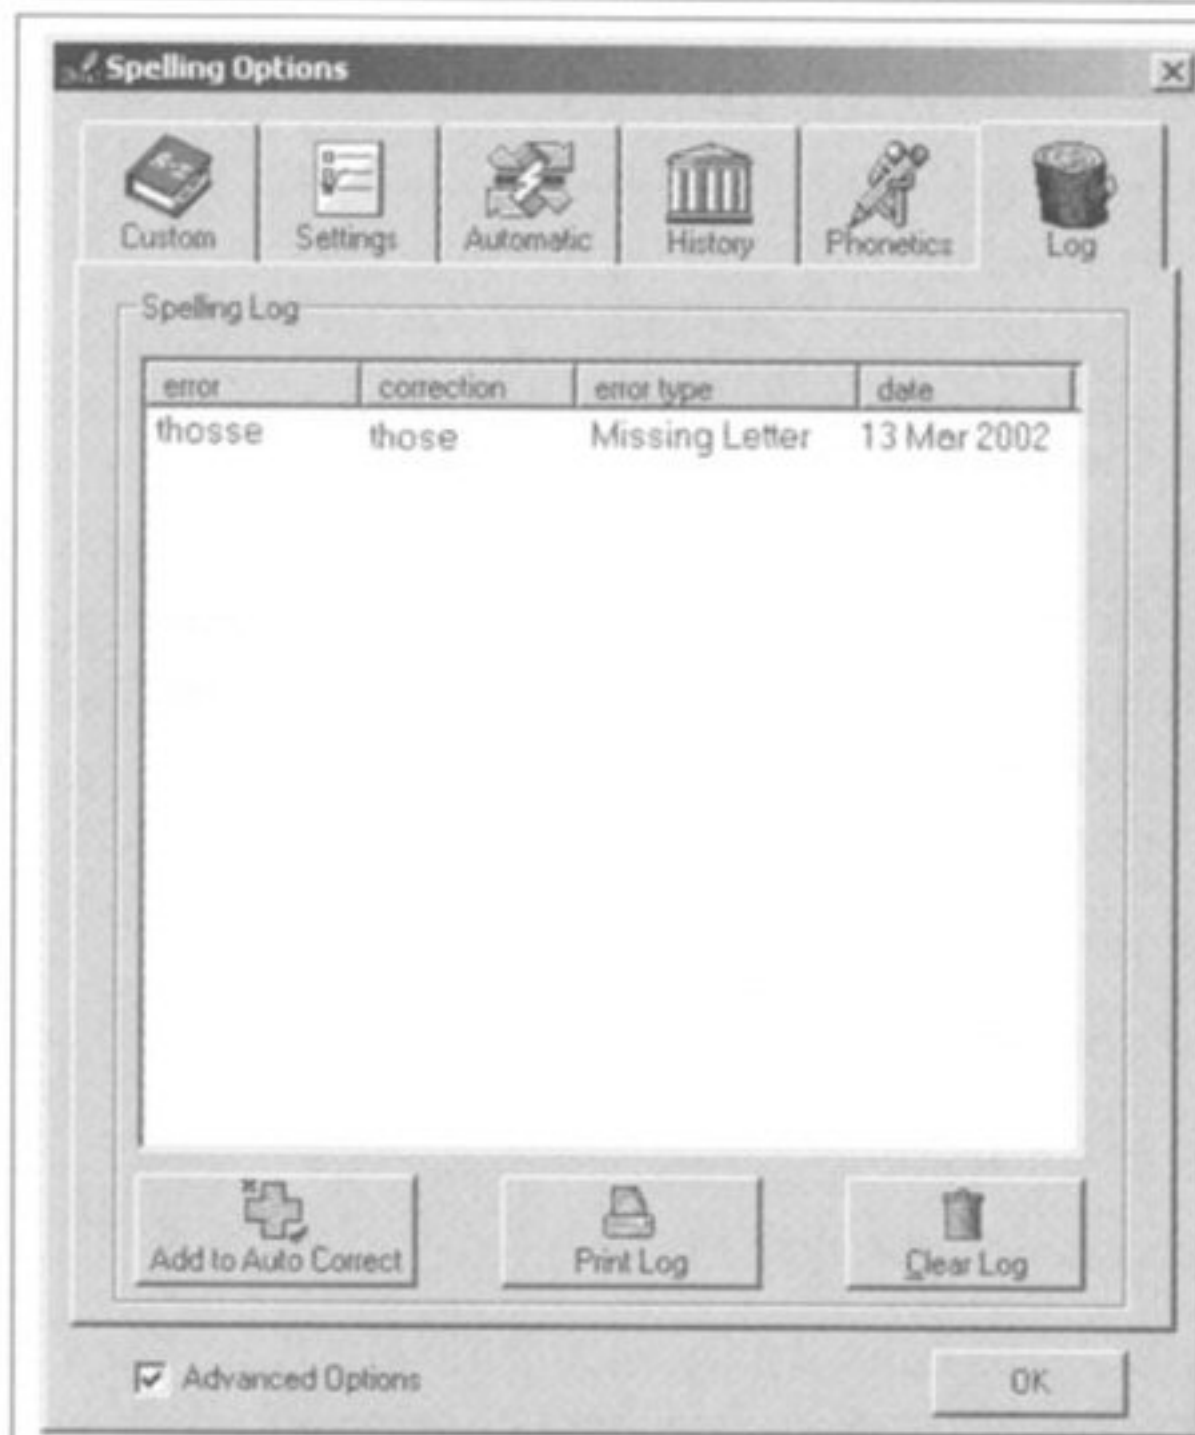 Spelling Options
Custom Settings Automatic History Phonetics Log
Spelling Log
error correction error type date
thosse those Missing Letter 13 Mar 2002
Add to Auto Correct Print Log Clear Log
Advanced Options OK